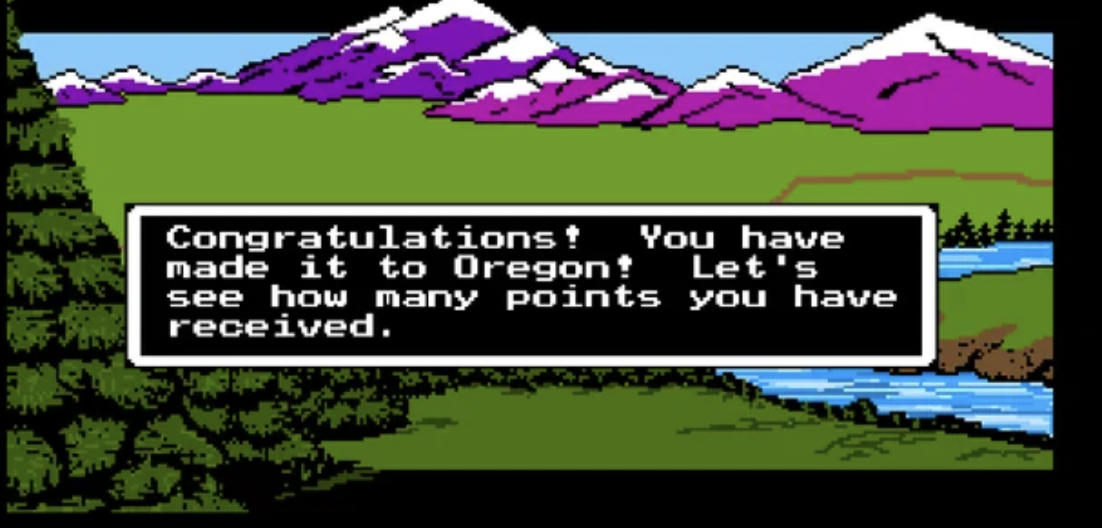 Congratulations! You have
made it to Oregon! Let's
see how many points you have
received.